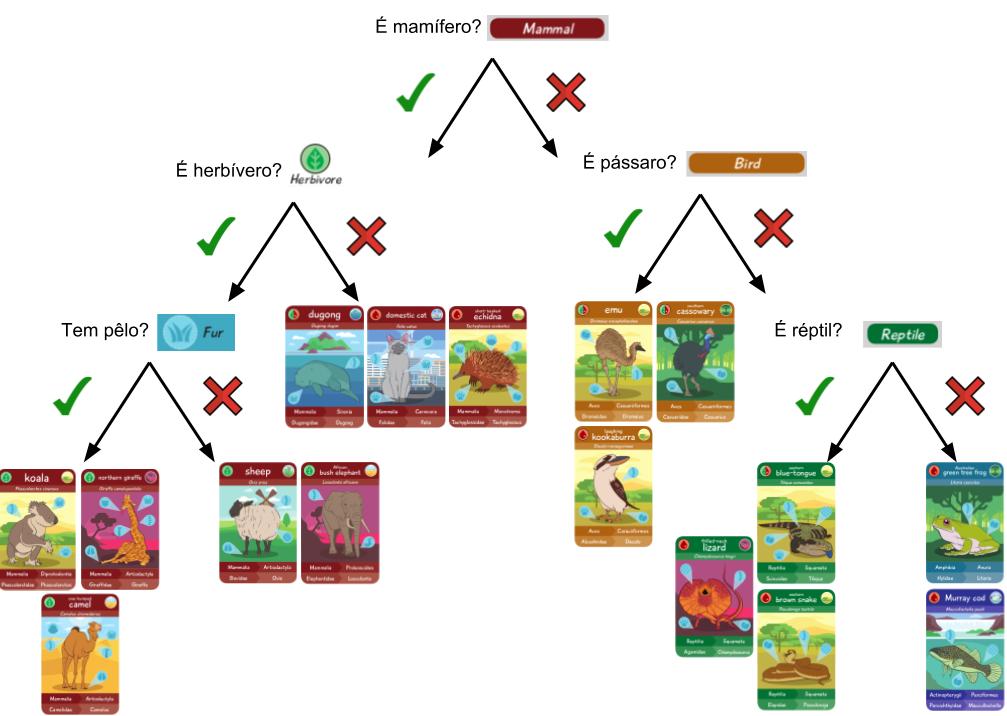 É mamífero? Mammal
É herbívero? Herbivore
É pássaro? Bird
Tem pêlo? Fur
É réptil? Reptile
dugong
Dugong dugon
Mammalia Sirenia
Dugongidae Dugong
domestic cat
Felis catus
Mammalia Carnivora
Felidae Felis
short-beaked
echidna
Tachyglossus aculeatus
Mammalia Monotremata
Tachyglossidae Tachyglossus
emu
Dromaius novaehollandiae
Aves Casuariiformes
Dromaiidae Dromaius
southern
cassowary
Casuarius casuarius
Aves Casuariiformes
Casuariidae Casuarius
laughing
kookaburra
Dacelo novaeguineae
Aves Coraciiformes
Alcedinidae Dacelo
koala
Phascolarctos cinereus
Mammalia Diprotodontia
Phascolarctidae Phascolarctos
northern giraffe
Giraffa camelopardalis
Mammalia Artiodactyla
Giraffidae Giraffa
one-humped
camel
Camelus dromedarius
Mammalia Artiodactyla
Camelidae Camelus
sheep
Ovis aries
Mammalia Artiodactyla
Bovidae Ovis
African
bush elephant
Loxodonta africana
Mammalia Proboscidea
Elephantidae Loxodonta
blue-tongue
Reptilia Squamata
Scincidae Tiliqua
frilled-neck
lizard
Chlamydosaurus kingii
Reptilia Squamata
Agamidae Chlamydosaurus
brown snake
Pseudonaja textilis
Reptilia Squamata
Elapidae Pseudonaja
Australian
green tree frog
Litoria caerulea
Amphibia Anura
Hylidae Litoria
Murray cod
Maccullochella peelii
Actinopterygii Perciformes
Percichthyidae Maccullochella